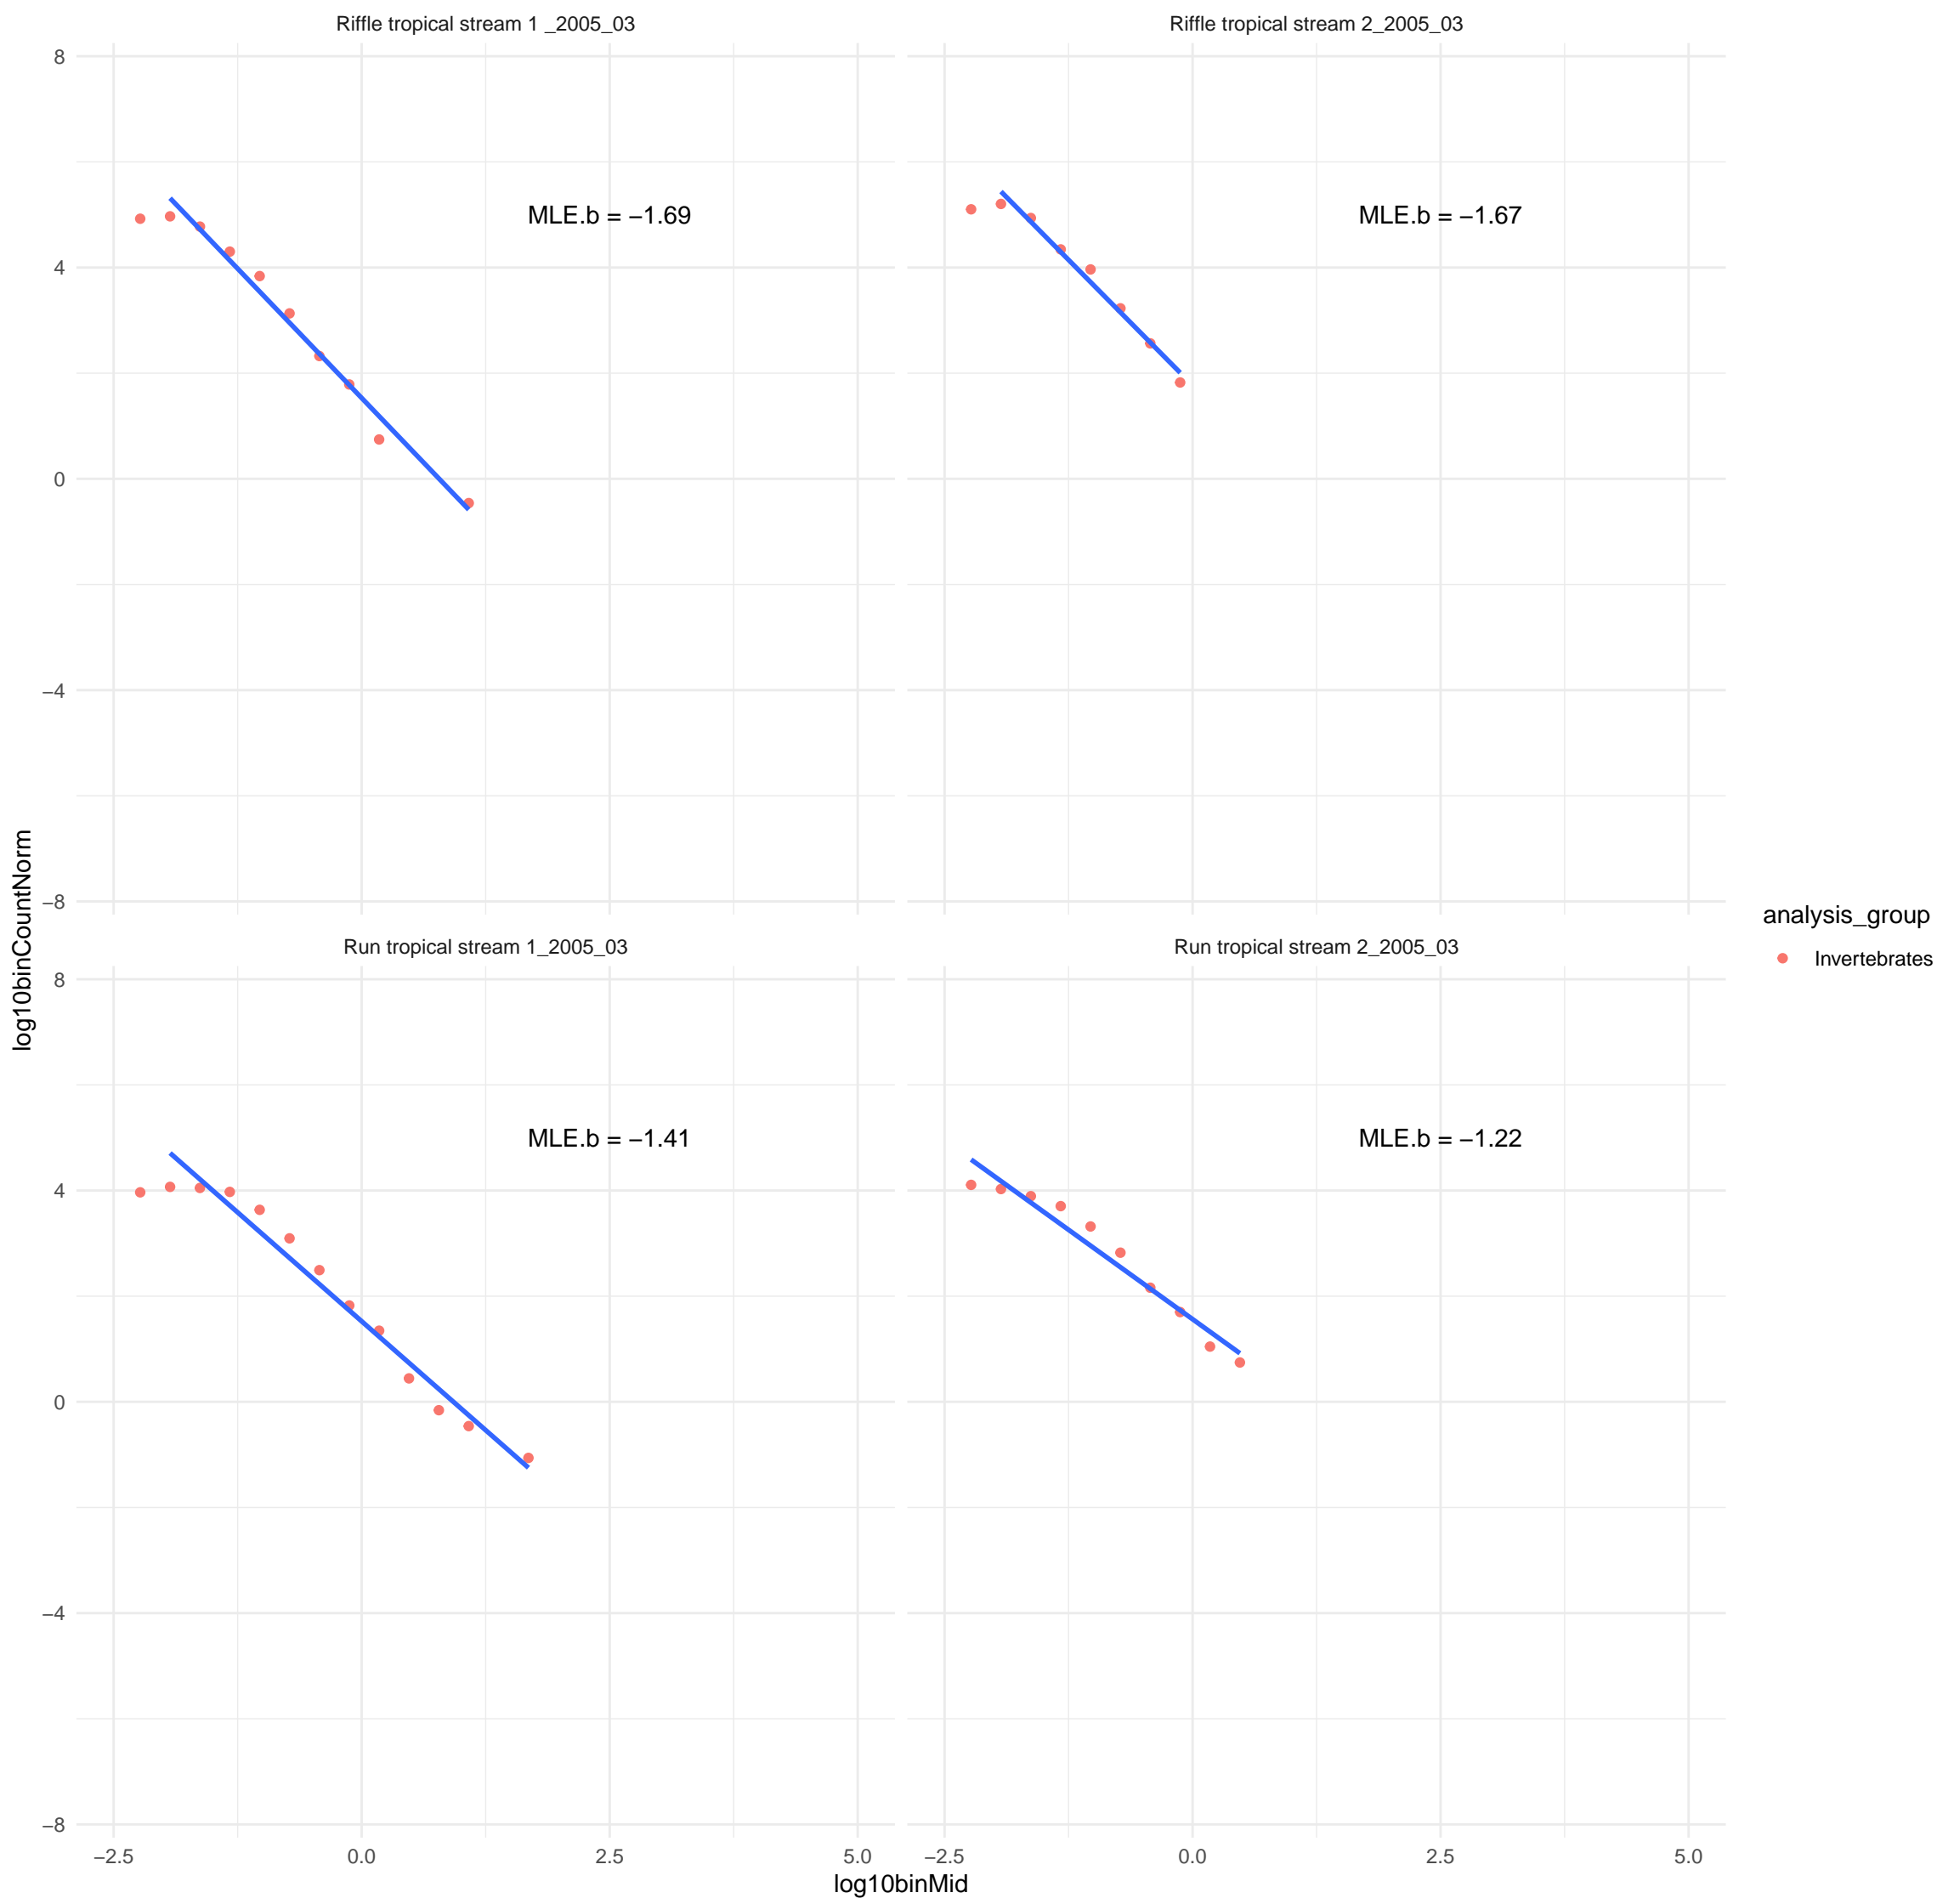 Riffle tropical stream 1 _2005_03
Riffle tropical stream 2_2005_03
8
4
0
−4
−8
MLE.b = −1.69
MLE.b = −1.67
Run tropical stream 1_2005_03
Run tropical stream 2_2005_03
8
4
0
−4
−8
MLE.b = −1.41
MLE.b = −1.22
−2.5
0.0
2.5
5.0
−2.5
0.0
2.5
5.0
log10binMid
log10binCountNorm
analysis_group
Invertebrates